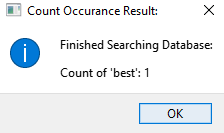 Count Occurance Result:
Finished Searching Database:
Count of 'best': 1
OK